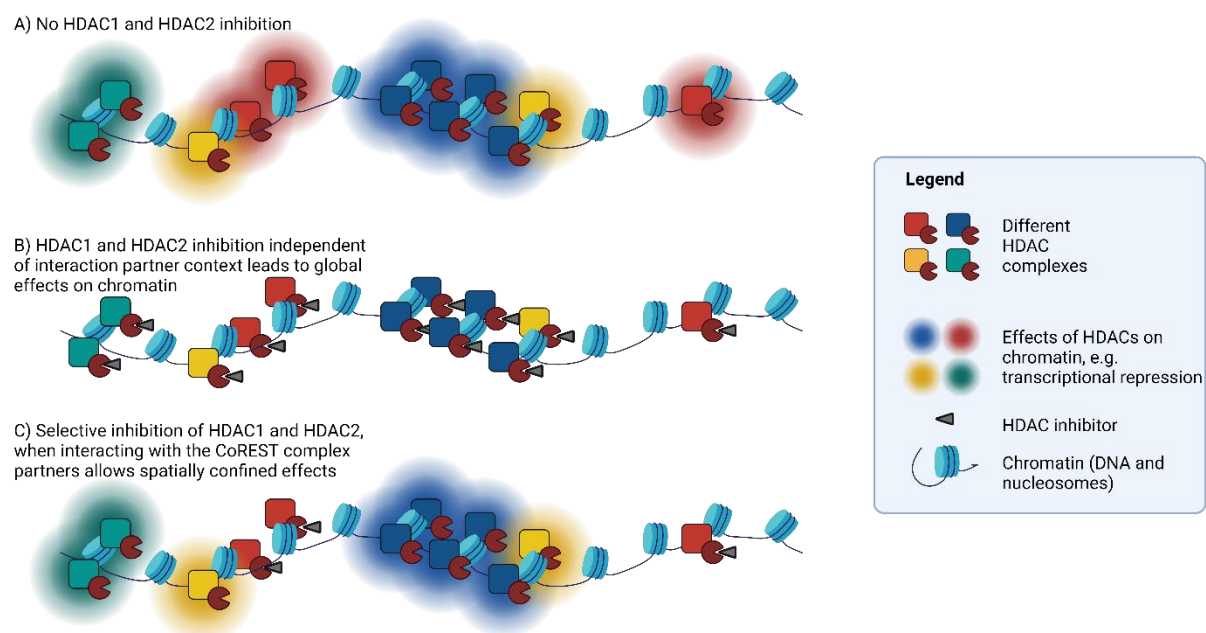 A) No HDAC1 and HDAC2 inhibition
B) HDAC1 and HDAC2 inhibition independent
of interaction partner context leads to global
effects on chromatin
C) Selective inhibition of HDAC1 and HDAC2,
when interacting with the CoREST complex
partners allows spatially confined effects
Legend
Different
HDAC
complexes
Effects of HDACs on
chromatin, e.g.
transcriptional repression
HDAC inhibitor
Chromatin (DNA and
nucleosomes)